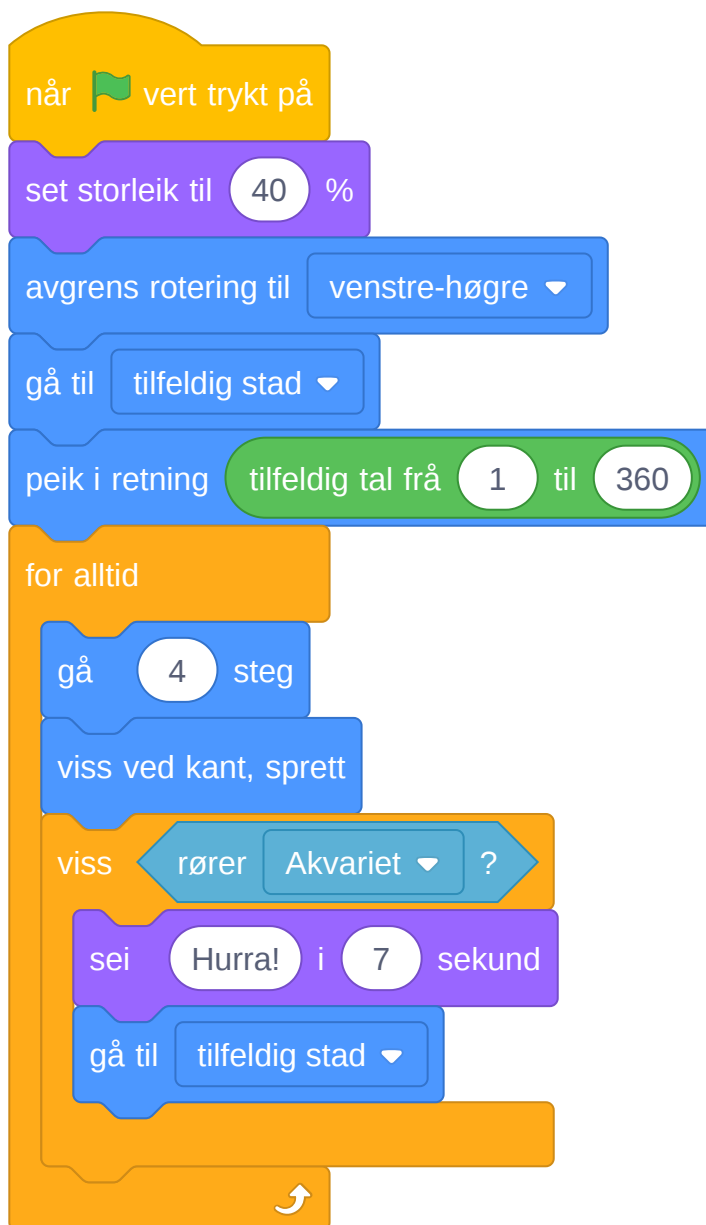 når vert trykt på
set storleik til 40 %
avgrens rotering til venstre-høgre
gå til tilfeldig stad
peik i retning tilfeldig tal frå 1 til 360
for alltid
gå 4 steg
viss ved kant, sprett
viss rører Akvariet ?
sei Hurra! i 7 sekund
gå til tilfeldig stad